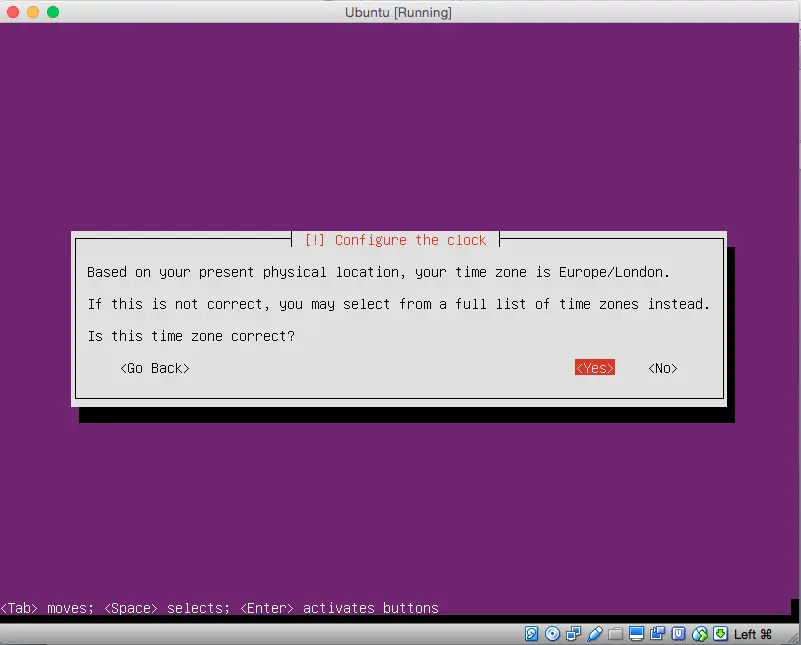 Ubuntu [Running]
[!] Configure the clock
Based on your present physical location, your time zone is Europe/London.
If this is not correct, you may select from a full list of time zones instead.
Is this time zone correct?
<Go Back> <Yes> <No>
<Tab> moves; <Space> selects; <Enter> activates buttons
Left ⌘